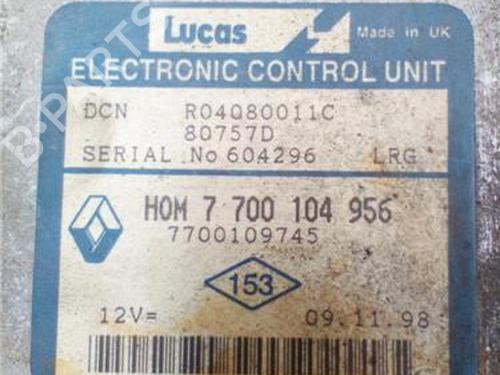 Lucas Made in UK
ELECTRONIC CONTROL UNIT
DCN R04080011C
80757D
SERIAL No 604296 LRG
HOM 7 700 104 956
7700109745
153
12V= 09.11.98
B-PARTS